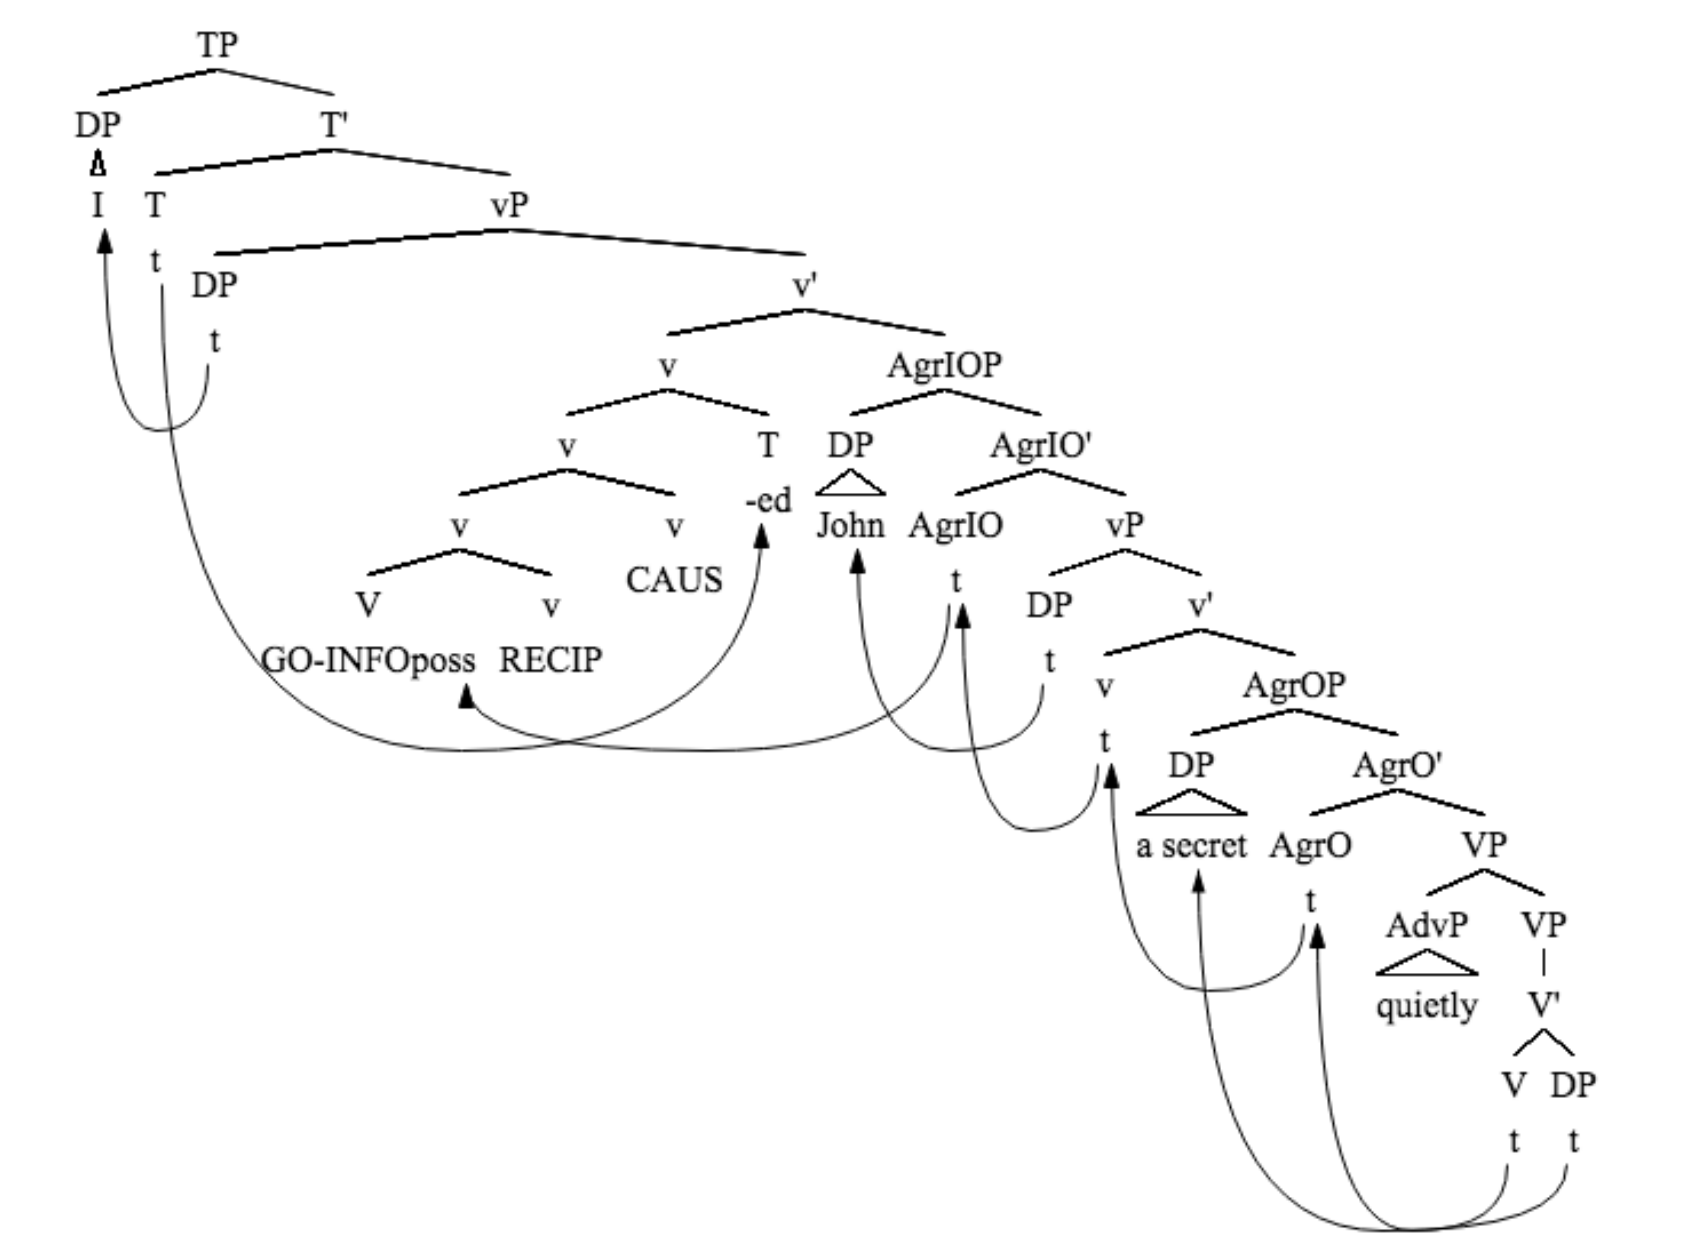 TP
DP T'
I T vP
t DP v'
t
v AgrIOP
v T DP AgrIO'
-ed
v v John AgrIO vP
CAUS t
V v DP v'
GO-INFOposs RECIP t
v AgrOP
t
DP AgrO'
a secret AgrO VP
t
AdvP VP
quietly V'
V DP
t t